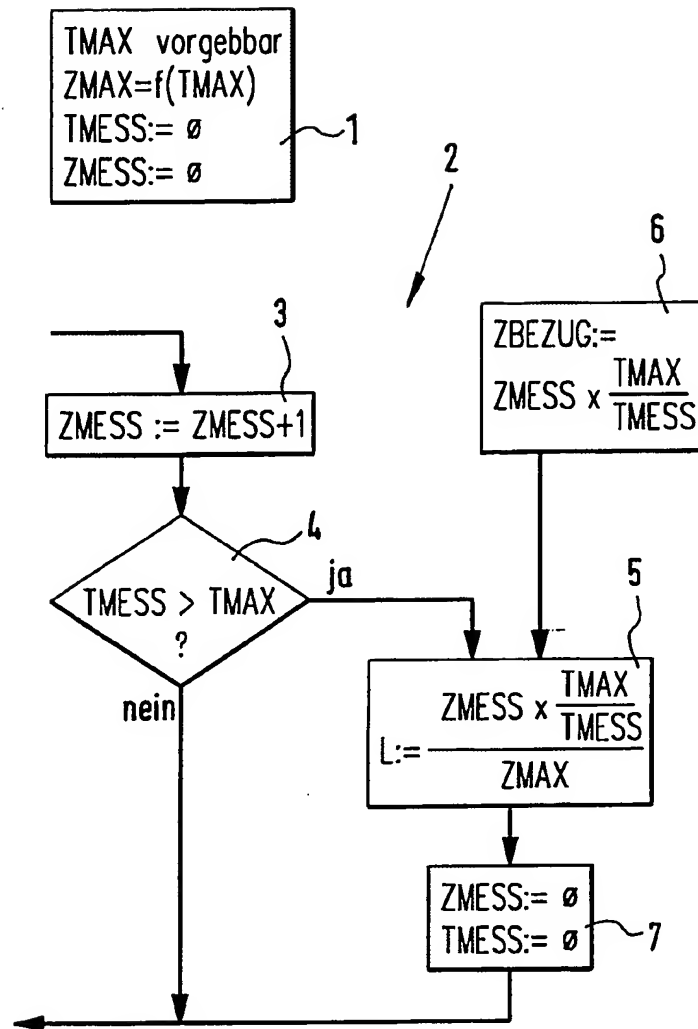 TMAX vorgebbar
ZMAX=f(TMAX)
TMESS:= ø
ZMESS:= ø
1
2
6
ZBEZUG:=
ZMESS x TMAX
TMESS
3
ZMESS := ZMESS+1
4
TMESS > TMAX
?
ja
nein
5
ZMESS x TMAX
TMESS
L:=
ZMAX
ZMESS:= ø
TMESS:= ø
7